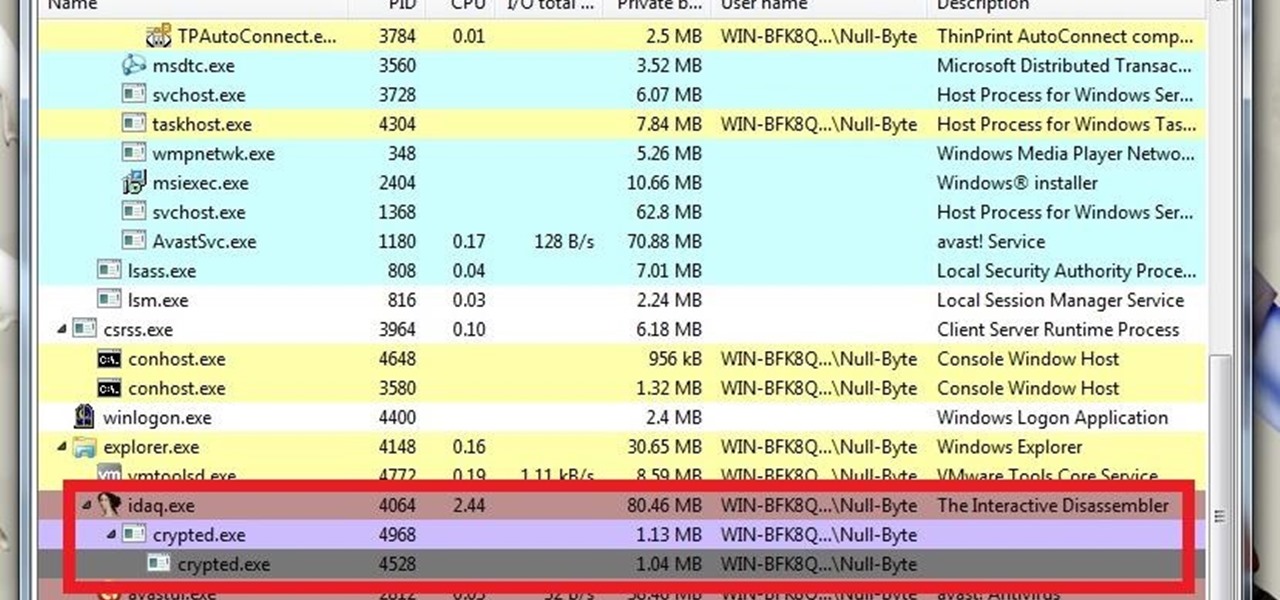 Name PID CPU I/O total ... Private b... User name Description
TPAutoConnect.e... 3784 0.01 2.5 MB WIN-BFK8Q...\Null-Byte ThinPrint AutoConnect comp...
msdtc.exe 3560 3.52 MB Microsoft Distributed Transac...
svchost.exe 3728 6.07 MB Host Process for Windows Ser...
taskhost.exe 4304 7.84 MB WIN-BFK8Q...\Null-Byte Host Process for Windows Tas...
wmpnetwk.exe 348 5.26 MB Windows Media Player Netwo...
msiexec.exe 2404 10.66 MB Windows® installer
svchost.exe 1368 62.8 MB Host Process for Windows Ser...
AvastSvc.exe 1180 0.17 128 B/s 70.88 MB avast! Service
lsass.exe 808 0.04 7.01 MB Local Security Authority Proce...
lsm.exe 816 0.03 2.24 MB Local Session Manager Service
csrss.exe 3964 0.10 6.18 MB Client Server Runtime Process
conhost.exe 4648 956 kB WIN-BFK8Q...\Null-Byte Console Window Host
conhost.exe 3580 1.32 MB WIN-BFK8Q...\Null-Byte Console Window Host
winlogon.exe 4400 2.4 MB Windows Logon Application
explorer.exe 4148 0.16 30.65 MB WIN-BFK8Q...\Null-Byte Windows Explorer
vm vmtoolsd.exe 4772 0.19 1.11 kB/s 8.59 MB WIN-BFK8Q...\Null-Byte VMware Tools Core Service
idaq.exe 4064 2.44 80.46 MB WIN-BFK8Q...\Null-Byte The Interactive Disassembler
crypted.exe 4968 1.13 MB WIN-BFK8Q...\Null-Byte
crypted.exe 4528 1.04 MB WIN-BFK8Q...\Null-Byte
avastui.exe 2812 0.05 32 B/s MB WIN-BFK8Q...\Null-Byte avast! Antivirus